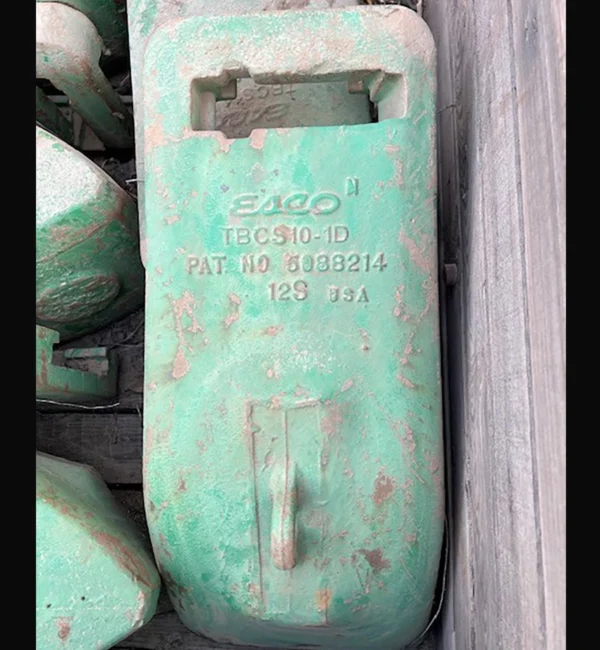 ESCO N
TBCS10-1D
PAT. NO 5088214
12S USA